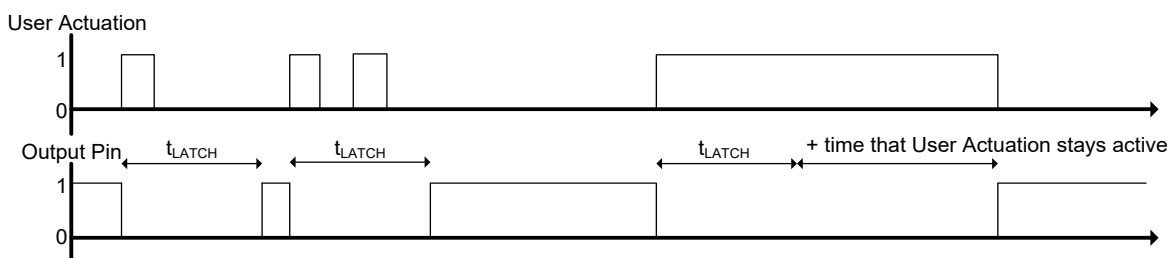 User Actuation
1
0
Output Pin
tLATCH
tLATCH
tLATCH
+ time that User Actuation stays active
1
0